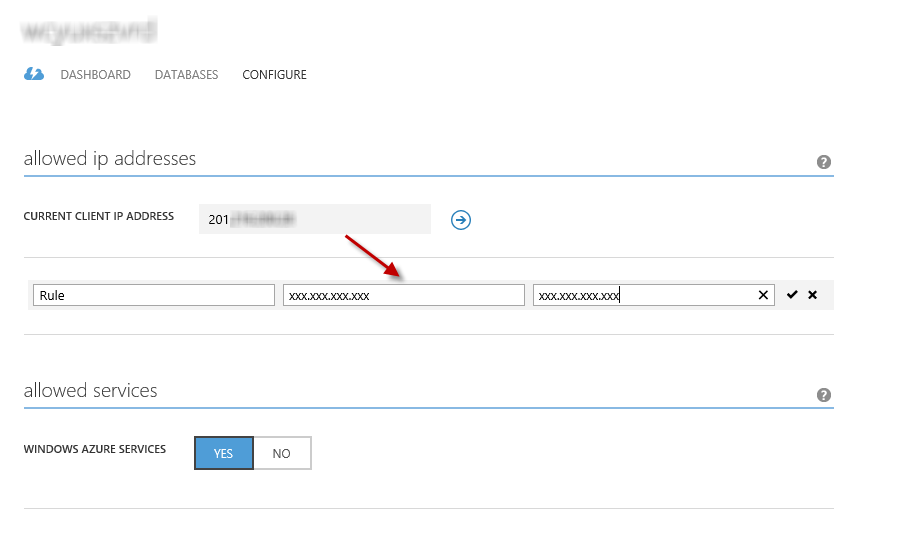 DASHBOARD DATABASES CONFIGURE
allowed ip addresses ?
CURRENT CLIENT IP ADDRESS 201
Rule xxx.xxx.xxx.xxx xxx.xxx.xxx.xxx
allowed services ?
WINDOWS AZURE SERVICES YES NO